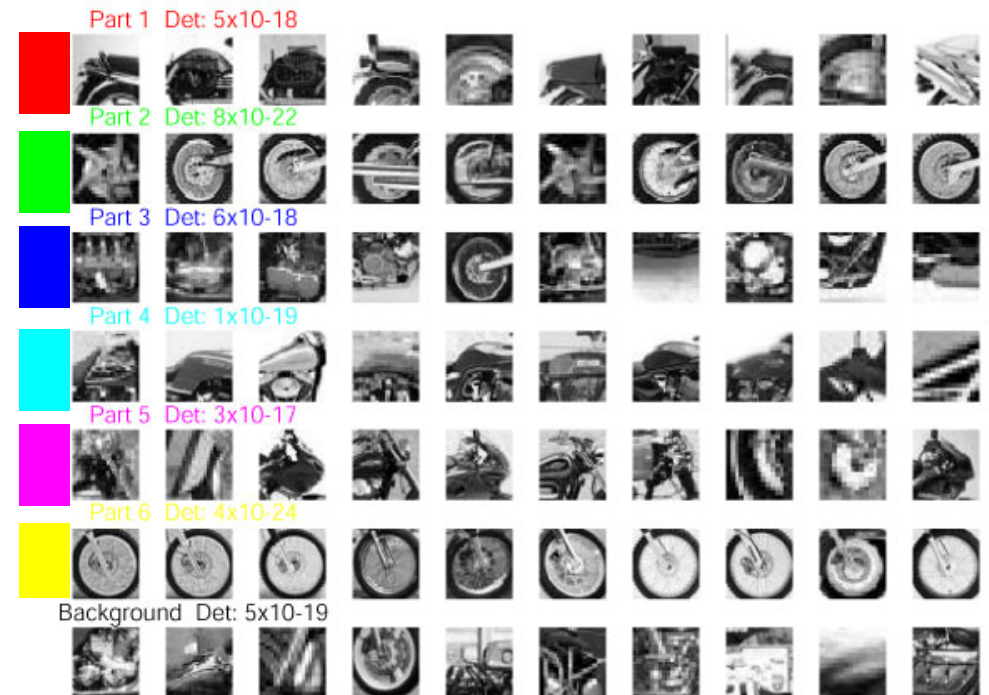 Part 1  Det: 5x10-18
Part 2  Det: 8x10-22
Part 3  Det: 6x10-18
Part 4  Det: 1x10-19
Part 5  Det: 3x10-17
Part 6  Det: 4x10-24
Background  Det: 5x10-19